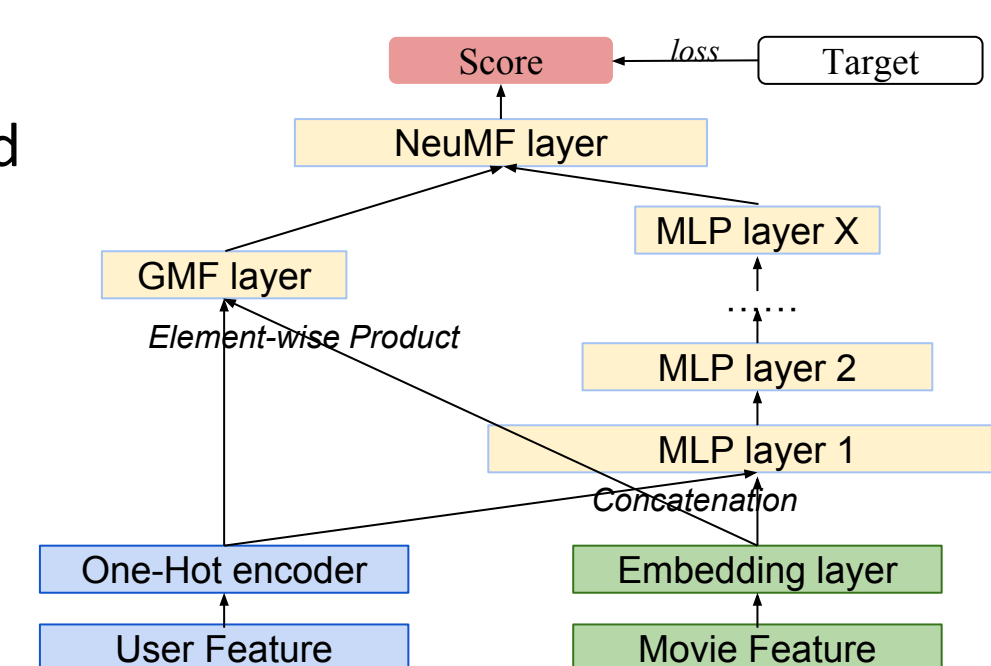 Score
loss
Target
d
NeuMF layer
MLP layer X
GMF layer
......
Element-wise Product
MLP layer 2
MLP layer 1
Concatenation
One-Hot encoder
Embedding layer
User Feature
Movie Feature